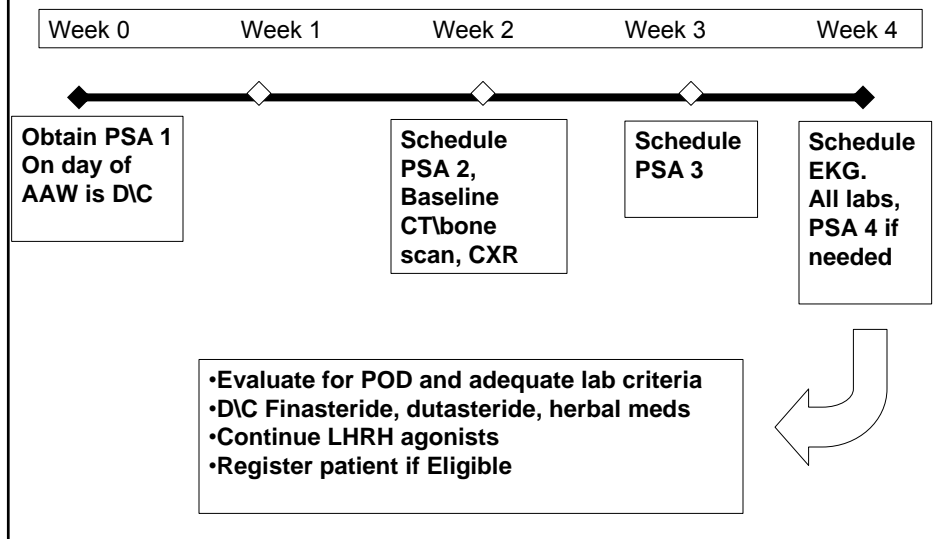 Week 0 Week 1 Week 2 Week 3 Week 4
Obtain PSA 1
On day of
AAW is D\C
Schedule
PSA 2,
Baseline
CT\bone
scan, CXR
Schedule
PSA 3
Schedule
EKG.
All labs,
PSA 4 if
needed
•Evaluate for POD and adequate lab criteria
•D\C Finasteride, dutasteride, herbal meds
•Continue LHRH agonists
•Register patient if Eligible